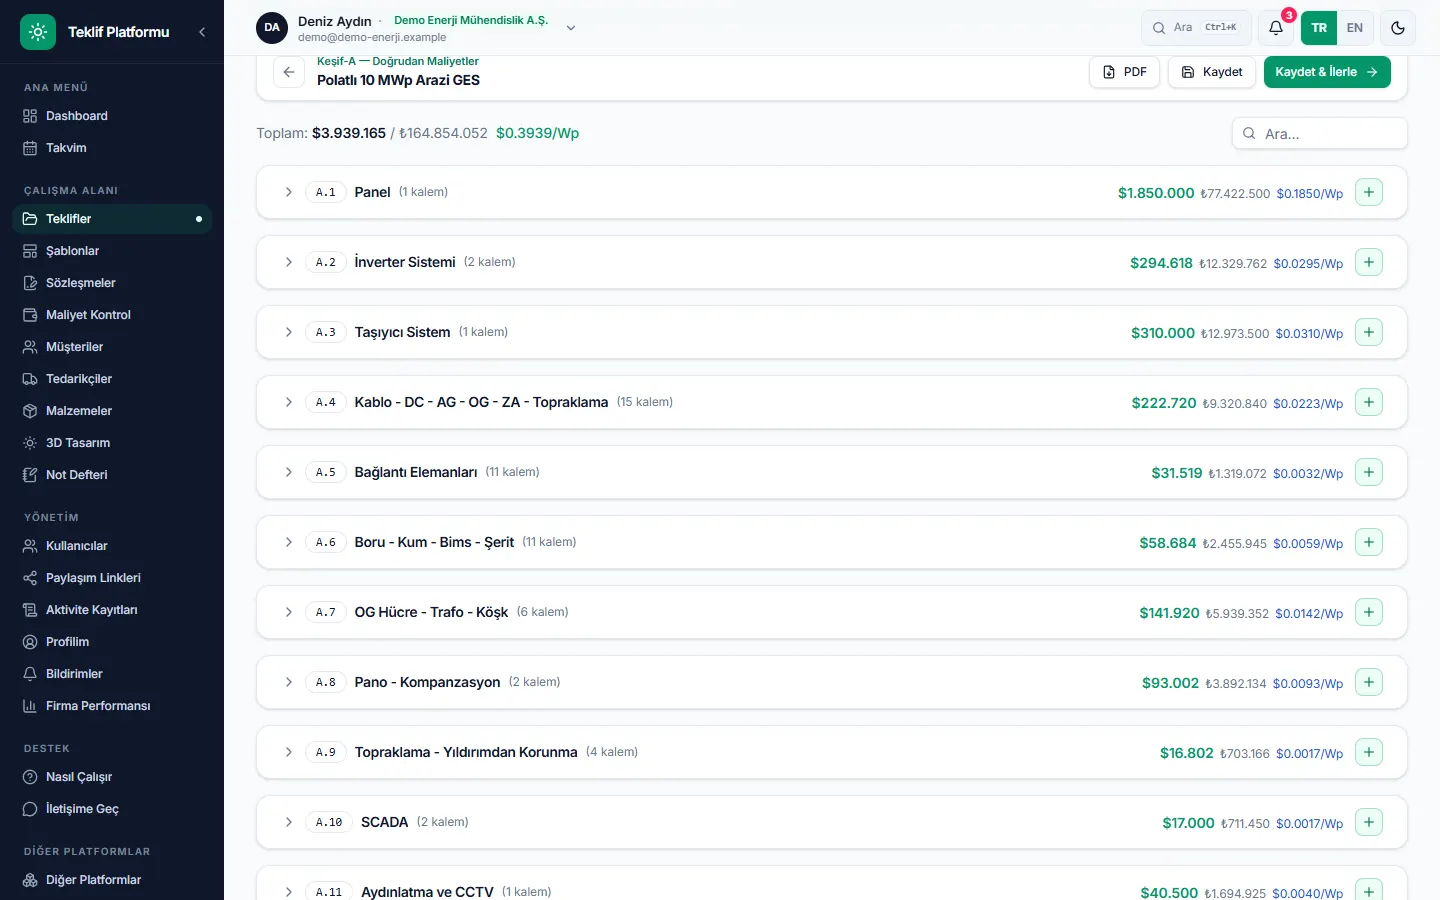 Teklif Platformu
ANA MENÜ
Dashboard
Takvim
ÇALIŞMA ALANI
Teklifler
Şablonlar
Sözleşmeler
Maliyet Kontrol
Müşteriler
Tedarikçiler
Malzemeler
3D Tasarım
Not Defteri
YÖNETİM
Kullanıcılar
Paylaşım Linkleri
Aktivite Kayıtları
Profilim
Bildirimler
Firma Performansı
DESTEK
Nasıl Çalışır
İletişime Geç
DİĞER PLATFORMLAR
Diğer Platformlar
DA
Deniz Aydın · Demo Enerji Mühendislik A.Ş.
demo@demo-enerji.example
Ara Ctrl+K
3
TR EN
Keşif-A — Doğrudan Maliyetler
Polatlı 10 MWp Arazi GES
PDF Kaydet Kaydet & İlerle
Toplam: $3.939.165 / ₺164.854.052 $0.3939/Wp
Ara...
A.1 Panel (1 kalem) $1.850.000 ₺77.422.500 $0.1850/Wp +
A.2 İnverter Sistemi (2 kalem) $294.618 ₺12.329.762 $0.0295/Wp +
A.3 Taşıyıcı Sistem (1 kalem) $310.000 ₺12.973.500 $0.0310/Wp +
A.4 Kablo - DC - AG - OG - ZA - Topraklama (15 kalem) $222.720 ₺9.320.840 $0.0223/Wp +
A.5 Bağlantı Elemanları (11 kalem) $31.519 ₺1.319.072 $0.0032/Wp +
A.6 Boru - Kum - Bims - Şerit (11 kalem) $58.684 ₺2.455.945 $0.0059/Wp +
A.7 OG Hücre - Trafo - Köşk (6 kalem) $141.920 ₺5.939.352 $0.0142/Wp +
A.8 Pano - Kompanzasyon (2 kalem) $93.002 ₺3.892.134 $0.0093/Wp +
A.9 Topraklama - Yıldırımdan Korunma (4 kalem) $16.802 ₺703.166 $0.0017/Wp +
A.10 SCADA (2 kalem) $17.000 ₺711.450 $0.0017/Wp +
A.11 Aydınlatma ve CCTV (1 kalem) $40.500 ₺1.694.925 $0.0040/Wp +